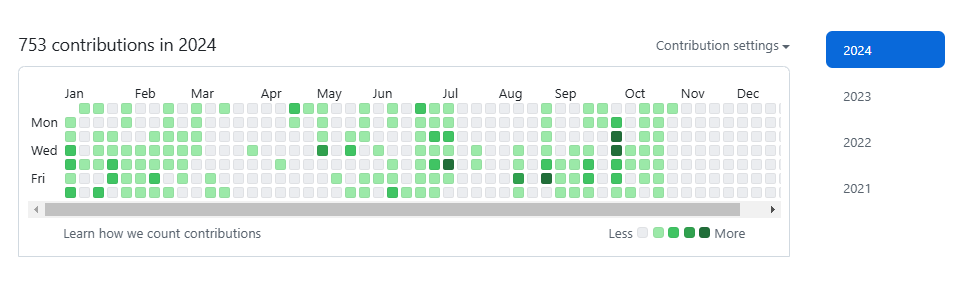 753 contributions in 2024
Contribution settings
2024
2023
2022
2021
Jan Feb Mar Apr May Jun Jul Aug Sep Oct Nov Dec
Mon
Wed
Fri
Learn how we count contributions
Less More